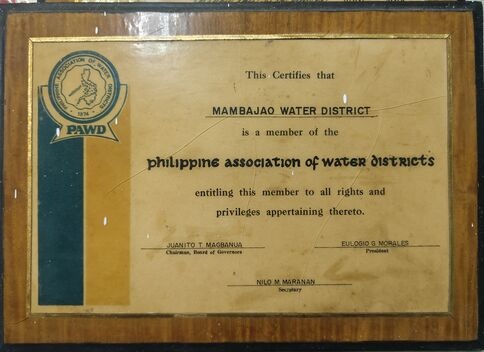 PHILIPPINE ASSOCIATION OF WATER DISTRICTS
1974
PAWD
This Certifies that
MAMBAJAO WATER DISTRICT
is a member of the
philippine association of water districts
entitling this member to all rights and
privileges appertaining thereto.
JUANITO T. MAGBANUA
Chairman, Board of Governors
EULOGIO G. MORALES
President
NILO M. MARANAN
Secretary